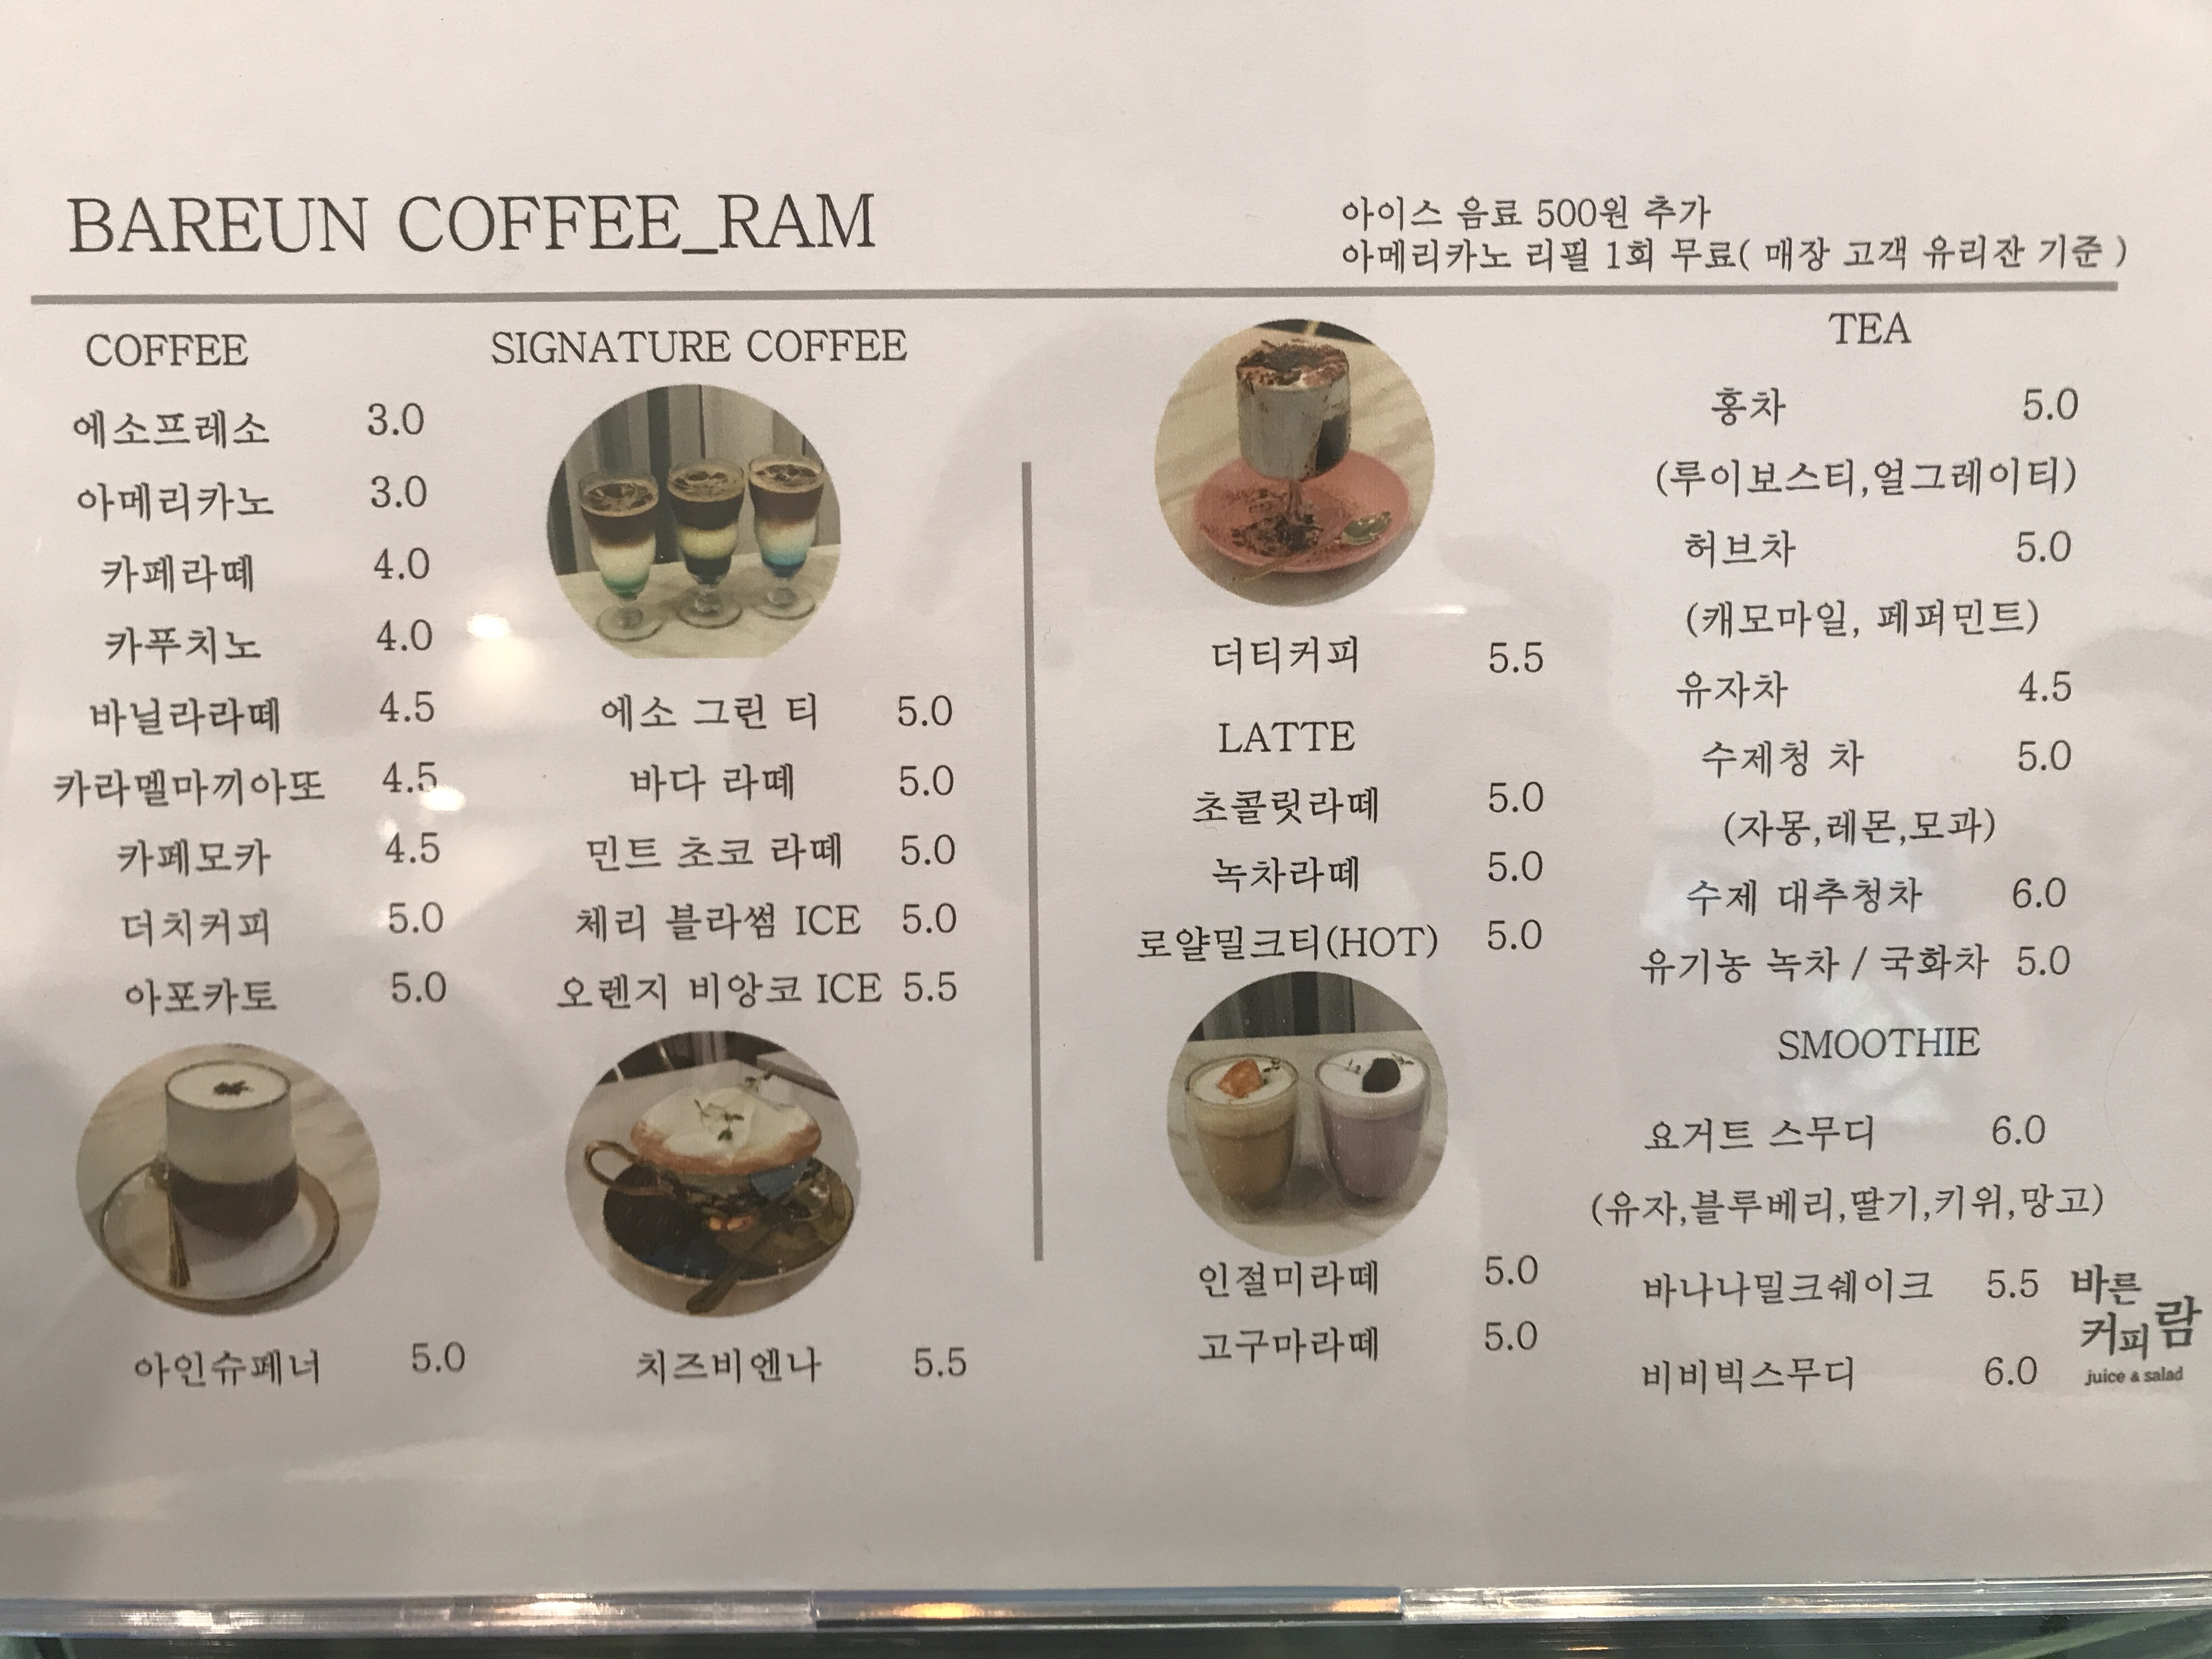 BAREUN COFFEE_RAM
아이스 음료 500원 추가
아메리카노 리필 1회 무료( 매장 고객 유리잔 기준 )
COFFEE
에소프레소 3.0
아메리카노 3.0
카페라떼 4.0
카푸치노 4.0
바닐라라떼 4.5
카라멜마끼아또 4.5
카페모카 4.5
더치커피 5.0
아포카토 5.0
아인슈페너 5.0
SIGNATURE COFFEE
에소 그린 티 5.0
바다 라떼 5.0
민트 초코 라떼 5.0
체리 블라썸 ICE 5.0
오렌지 비앙코 ICE 5.5
치즈비엔나 5.5
더티커피 5.5
LATTE
초콜릿라떼 5.0
녹차라떼 5.0
로얄밀크티(HOT) 5.0
인절미라떼 5.0
고구마라떼 5.0
TEA
홍차 5.0
(루이보스티,얼그레이티)
허브차 5.0
(캐모마일, 페퍼민트)
유자차 4.5
수제청 차 5.0
(자몽,레몬,모과)
수제 대추청차 6.0
유기농 녹차 / 국화차 5.0
SMOOTHIE
요거트 스무디 6.0
(유자,블루베리,딸기,키위,망고)
바나나밀크쉐이크 5.5
비비빅스무디 6.0
바른
커피 람
juice & salad